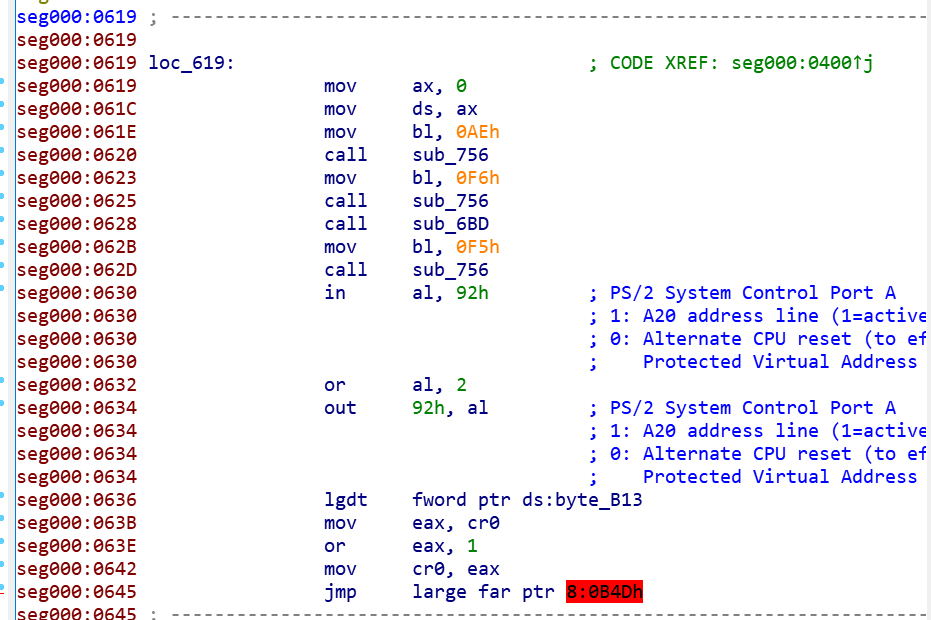 seg000:0619 ; ---------------------------------------------------------------------
seg000:0619
seg000:0619 loc_619: ; CODE XREF: seg000:0400↑j
seg000:0619 mov ax, 0
seg000:061C mov ds, ax
seg000:061E mov bl, 0AEh
seg000:0620 call sub_756
seg000:0623 mov bl, 0F6h
seg000:0625 call sub_756
seg000:0628 call sub_6BD
seg000:062B mov bl, 0F5h
seg000:062D call sub_756
seg000:0630 in al, 92h ; PS/2 System Control Port A
seg000:0630 ; 1: A20 address line (1=active
seg000:0630 ; 0: Alternate CPU reset (to ef
seg000:0630 ; Protected Virtual Address
seg000:0632 or al, 2
seg000:0634 out 92h, al ; PS/2 System Control Port A
seg000:0634 ; 1: A20 address line (1=active
seg000:0634 ; 0: Alternate CPU reset (to ef
seg000:0634 ; Protected Virtual Address
seg000:0636 lgdt fword ptr ds:byte_B13
seg000:063B mov eax, cr0
seg000:063E or eax, 1
seg000:0642 mov cr0, eax
seg000:0645 jmp large far ptr 8:0B4Dh
seg000:0645 ; ---------------------------------------------------------------------